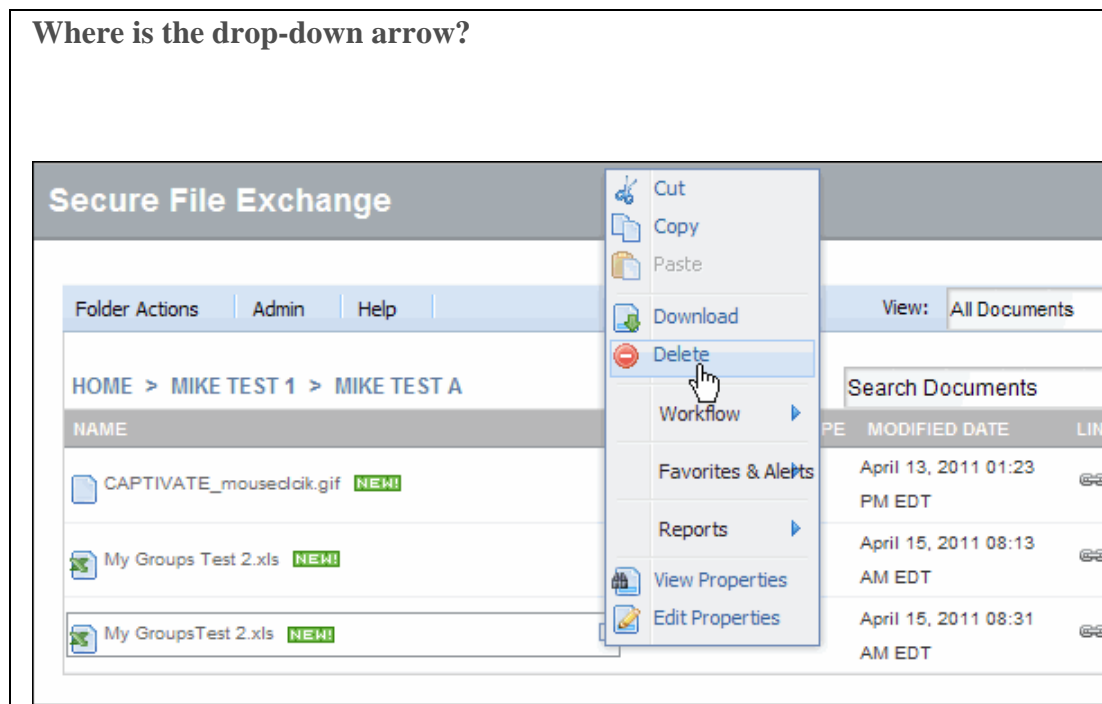 Where is the drop-down arrow?
Secure File Exchange
Cut
Copy
Paste
Folder Actions Admin Help
Download
View: All Documents
Delete
HOME > MIKE TEST 1 > MIKE TEST A
Search Documents
Workflow
NAME
PE MODIFIED DATE LIN
CAPTIVATE_mouseclcik.gif NEW!
Favorites & Alerts
April 13, 2011 01:23
PM EDT
Reports
My Groups Test 2.xls NEW!
April 15, 2011 08:13
AM EDT
View Properties
Edit Properties
My GroupsTest 2.xls NEW!
April 15, 2011 08:31
AM EDT